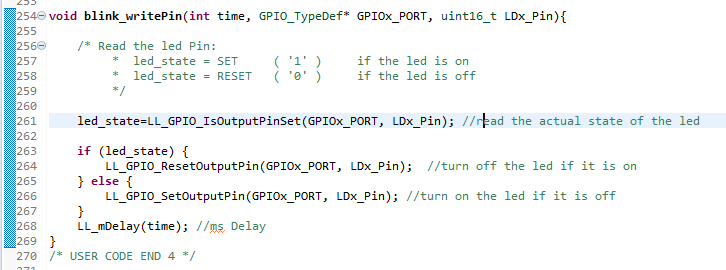 253
254 void blink_writePin(int time, GPIO_TypeDef* GPIOx_PORT, uint16_t LDx_Pin){
255
256 /* Read the led Pin:
257 * led_state = SET ( '1' ) if the led is on
258 * led_state = RESET ( '0' ) if the led is off
259 */
260
261 led_state=LL_GPIO_IsOutputPinSet(GPIOx_PORT, LDx_Pin); //read the actual state of the led
262
263 if (led_state) {
264 LL_GPIO_ResetOutputPin(GPIOx_PORT, LDx_Pin); //turn off the led if it is on
265 } else {
266 LL_GPIO_SetOutputPin(GPIOx_PORT, LDx_Pin); //turn on the led if it is off
267 }
268 LL_mDelay(time); //ms Delay
269 }
270 /* USER CODE END 4 */
271